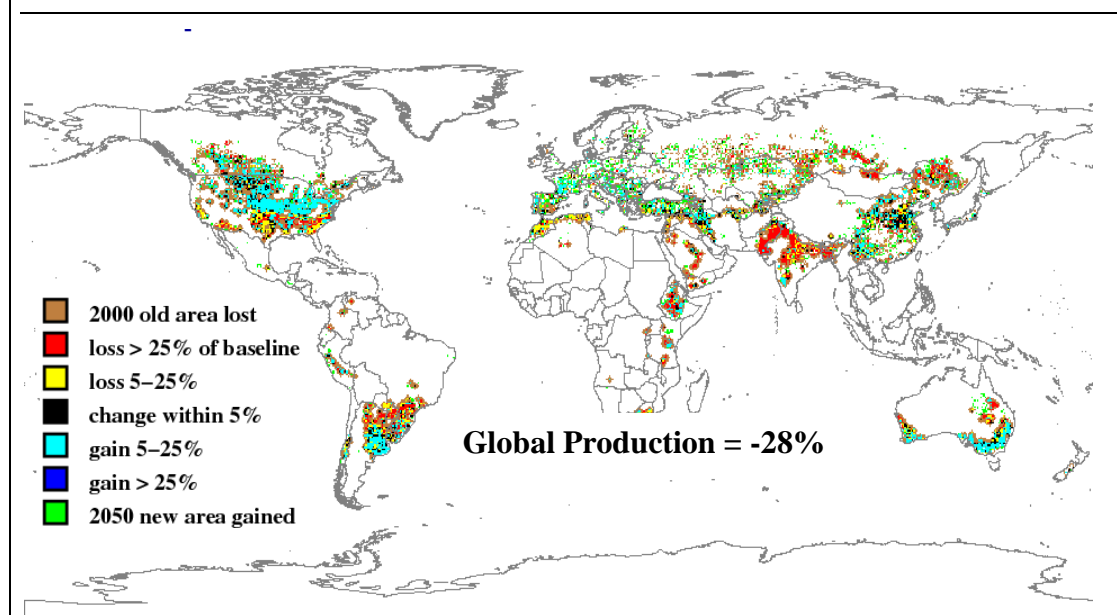 -
2000 old area lost
loss > 25% of baseline
loss 5–25%
change within 5%
gain 5–25%
gain > 25%
2050 new area gained
Global Production = -28%